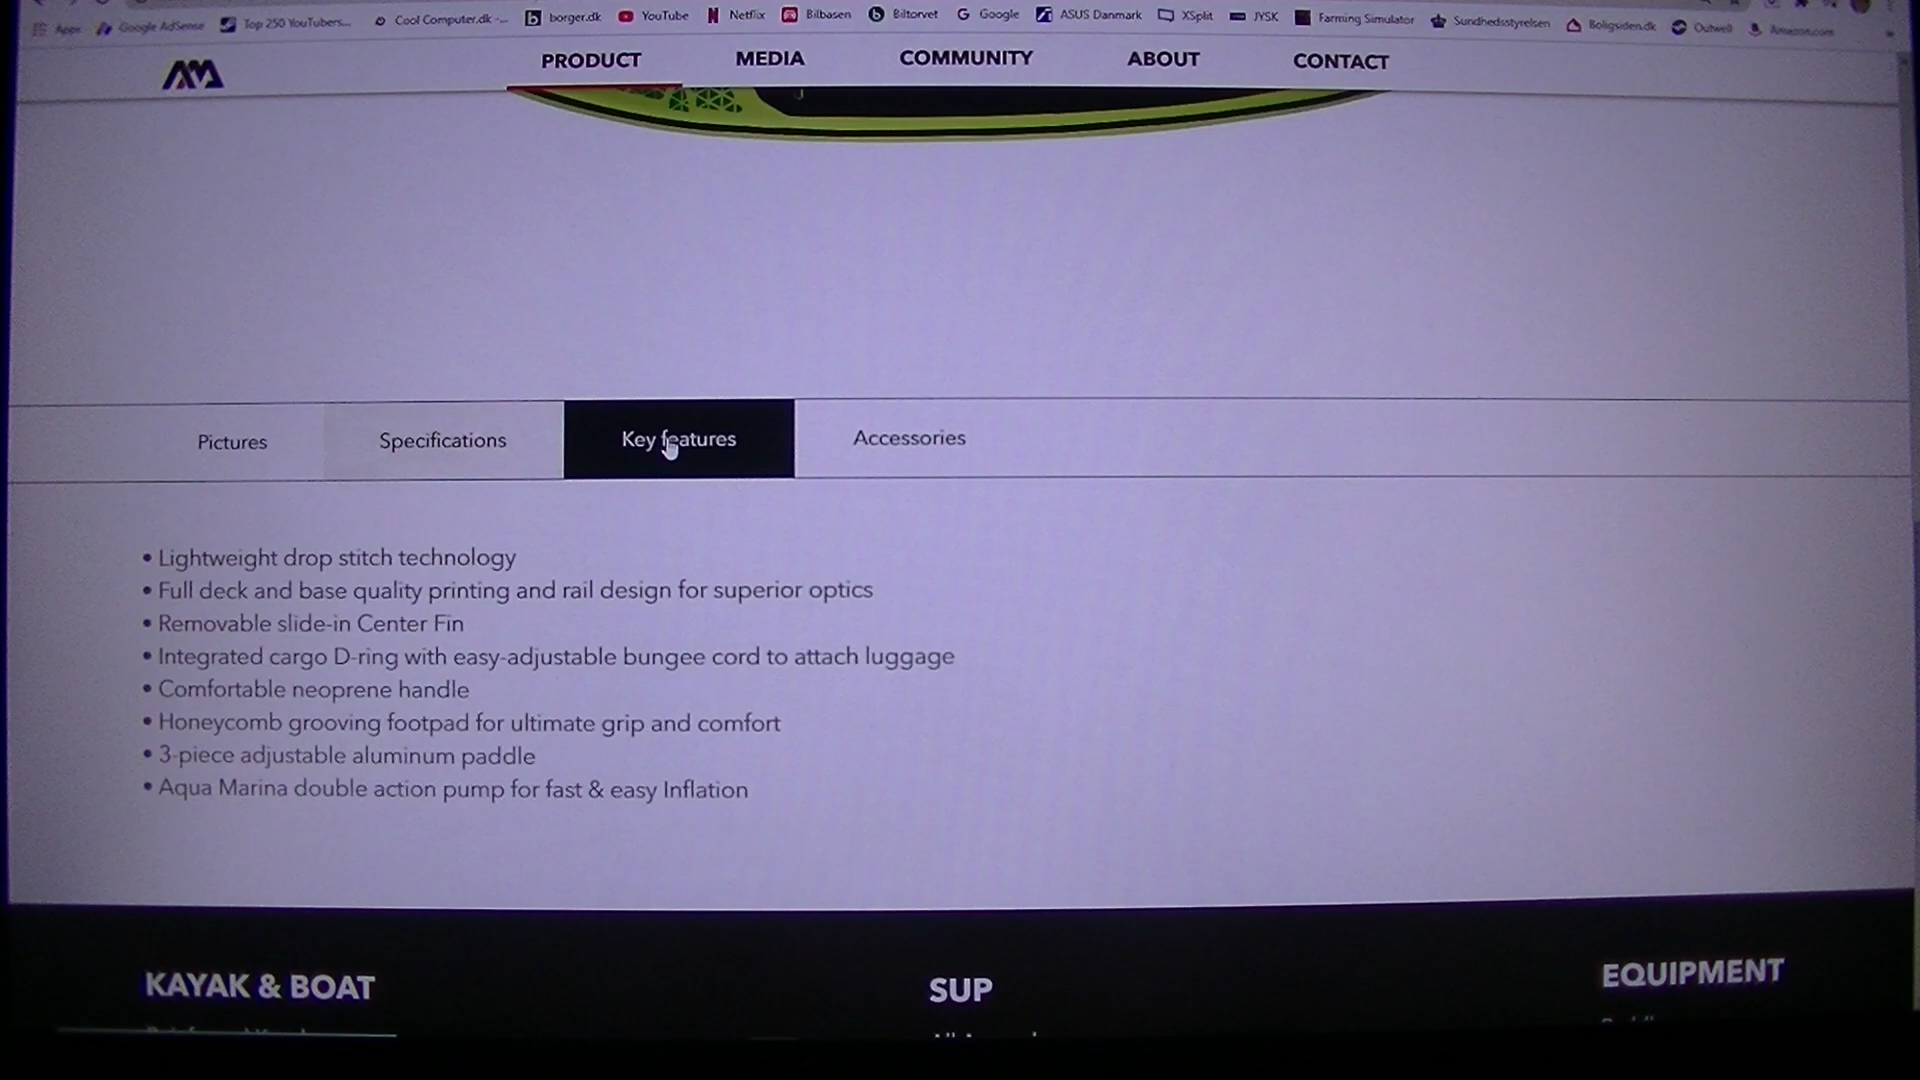 Apps Google AdSense Top 250 YouTubers... Cool Computer.dk -... borger.dk YouTube Netflix Bilbasen Biltorvet Google ASUS Danmark XSplit JYSK Farming Simulator Sundhedsstyrelsen Boligsiden.dk Outwell Amazon.com
AM PRODUCT MEDIA COMMUNITY ABOUT CONTACT
Pictures Specifications Key features Accessories
• Lightweight drop stitch technology
• Full deck and base quality printing and rail design for superior optics
• Removable slide-in Center Fin
• Integrated cargo D-ring with easy-adjustable bungee cord to attach luggage
• Comfortable neoprene handle
• Honeycomb grooving footpad for ultimate grip and comfort
• 3-piece adjustable aluminum paddle
• Aqua Marina double action pump for fast & easy Inflation
KAYAK & BOAT SUP EQUIPMENT